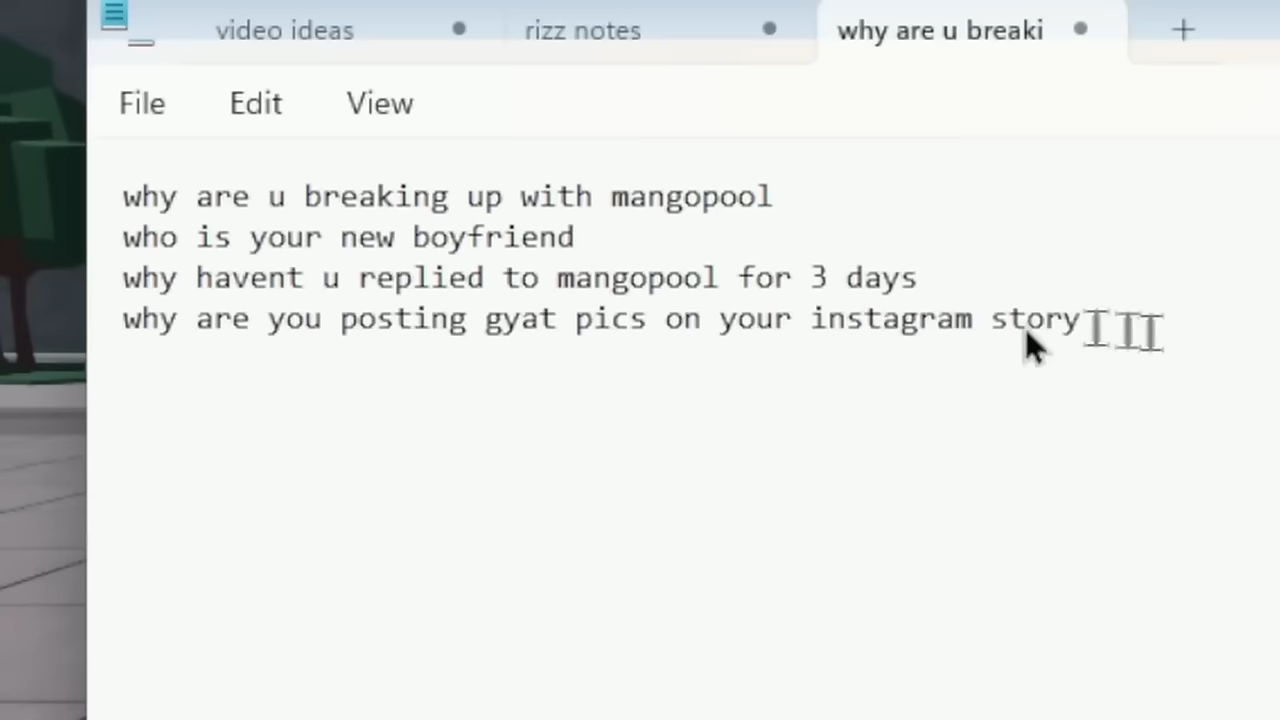 video ideas
rizz notes
why are u breaki
File
Edit
View
why are u breaking up with mangopool
who is your new boyfriend
why havent u replied to mangopool for 3 days
why are you posting gyat pics on your instagram story